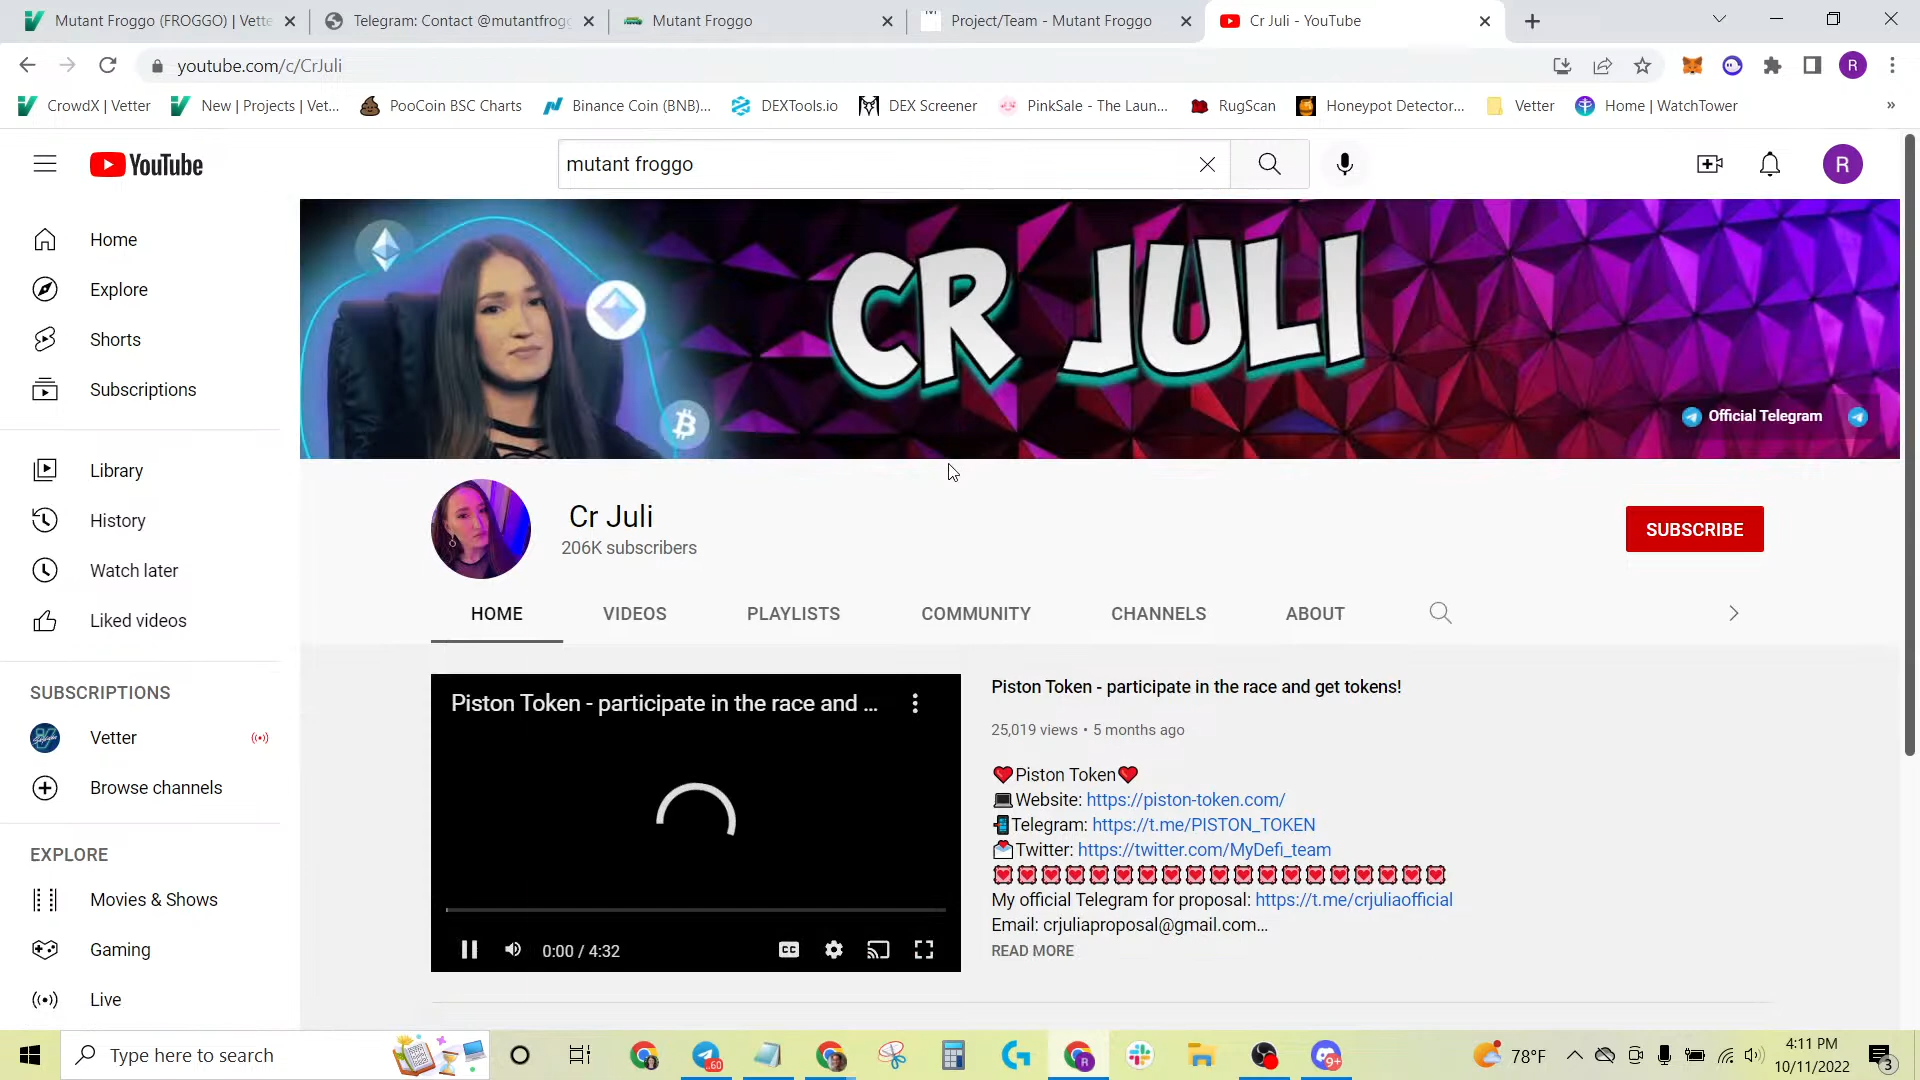 Mutant Froggo (FROGGO) | Vette
Telegram: Contact @mutantfrogg
Mutant Froggo
Project/Team - Mutant Froggo
Cr Juli - YouTube
youtube.com/c/CrJuli
R
CrowdX | Vetter
New | Projects | Vet...
PooCoin BSC Charts
Binance Coin (BNB)...
DEXTools.io
DEX Screener
PinkSale - The Laun...
RugScan
Honeypot Detector...
Vetter
Home | WatchTower
»
YouTube
mutant froggo
R
Home
Explore
Shorts
Subscriptions
Library
History
Watch later
Liked videos
SUBSCRIPTIONS
Vetter
Browse channels
EXPLORE
Movies & Shows
Gaming
Live
CR JULI
Official Telegram
Cr Juli
206K subscribers
SUBSCRIBE
HOME
VIDEOS
PLAYLISTS
COMMUNITY
CHANNELS
ABOUT
Piston Token - participate in the race and ...
CC
0:00 / 4:32
Piston Token - participate in the race and get tokens!
25,019 views • 5 months ago
❤️Piston Token❤️
💻Website: https://piston-token.com/
📲Telegram: https://t.me/PISTON_TOKEN
📩Twitter: https://twitter.com/MyDefi_team
💟💟💟💟💟💟💟💟💟💟💟💟💟💟💟💟💟💟💟
My official Telegram for proposal: https://t.me/crjuliaofficial
Email: crjuliaproposal@gmail.com...
READ MORE
Type here to search
..60
R
9+
78°F
4:11 PM
10/11/2022
3